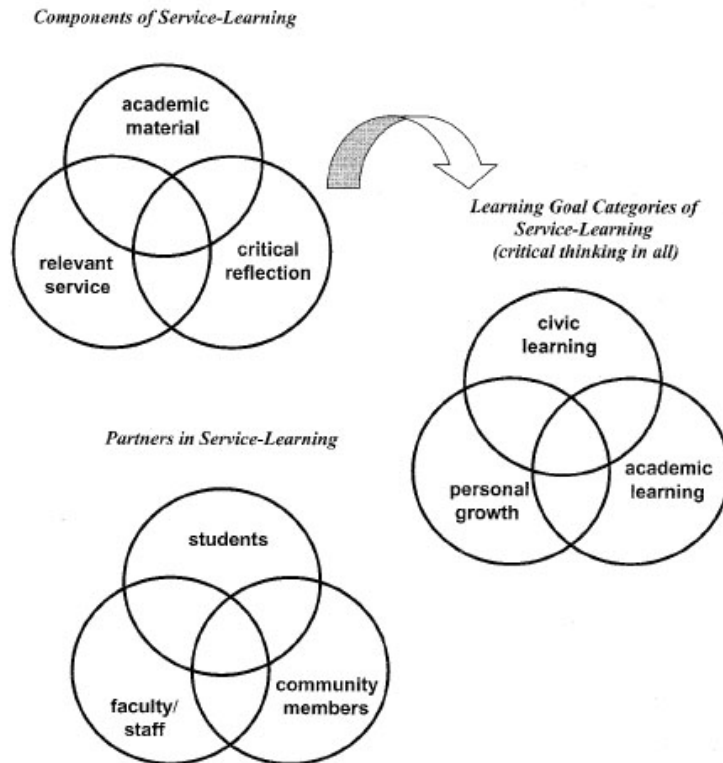 Components of Service-Learning
academic
material
relevant
service
critical
reflection
Learning Goal Categories of
Service-Learning
(critical thinking in all)
civic
learning
personal
growth
academic
learning
Partners in Service-Learning
students
faculty/
staff
community
members